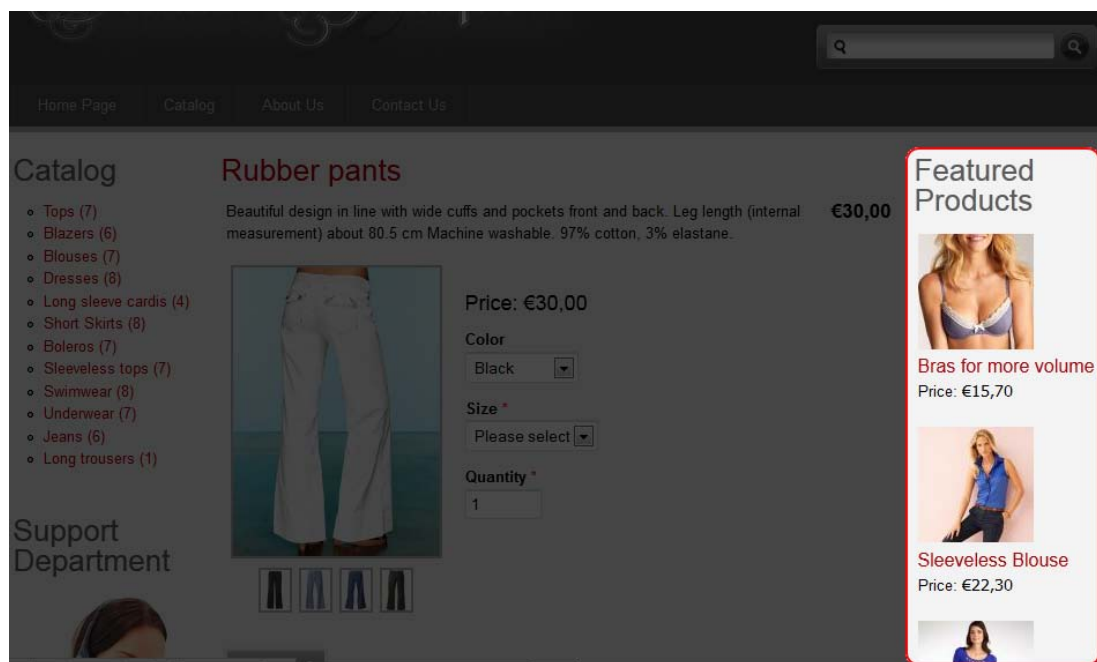 Home Page Catalog About Us Contact Us
Catalog
Tops (7)
Blazers (6)
Blouses (7)
Dresses (8)
Long sleeve cardis (4)
Short Skirts (8)
Boleros (7)
Sleeveless tops (7)
Swimwear (8)
Underwear (7)
Jeans (6)
Long trousers (1)
Support
Department
Rubber pants
Beautiful design in line with wide cuffs and pockets front and back. Leg length (internal
measurement) about 80.5 cm Machine washable. 97% cotton, 3% elastane.
€30,00
Price: €30,00
Color
Black
Size *
Please select
Quantity *
1
Featured
Products
Bras for more volume
Price: €15,70
Sleeveless Blouse
Price: €22,30